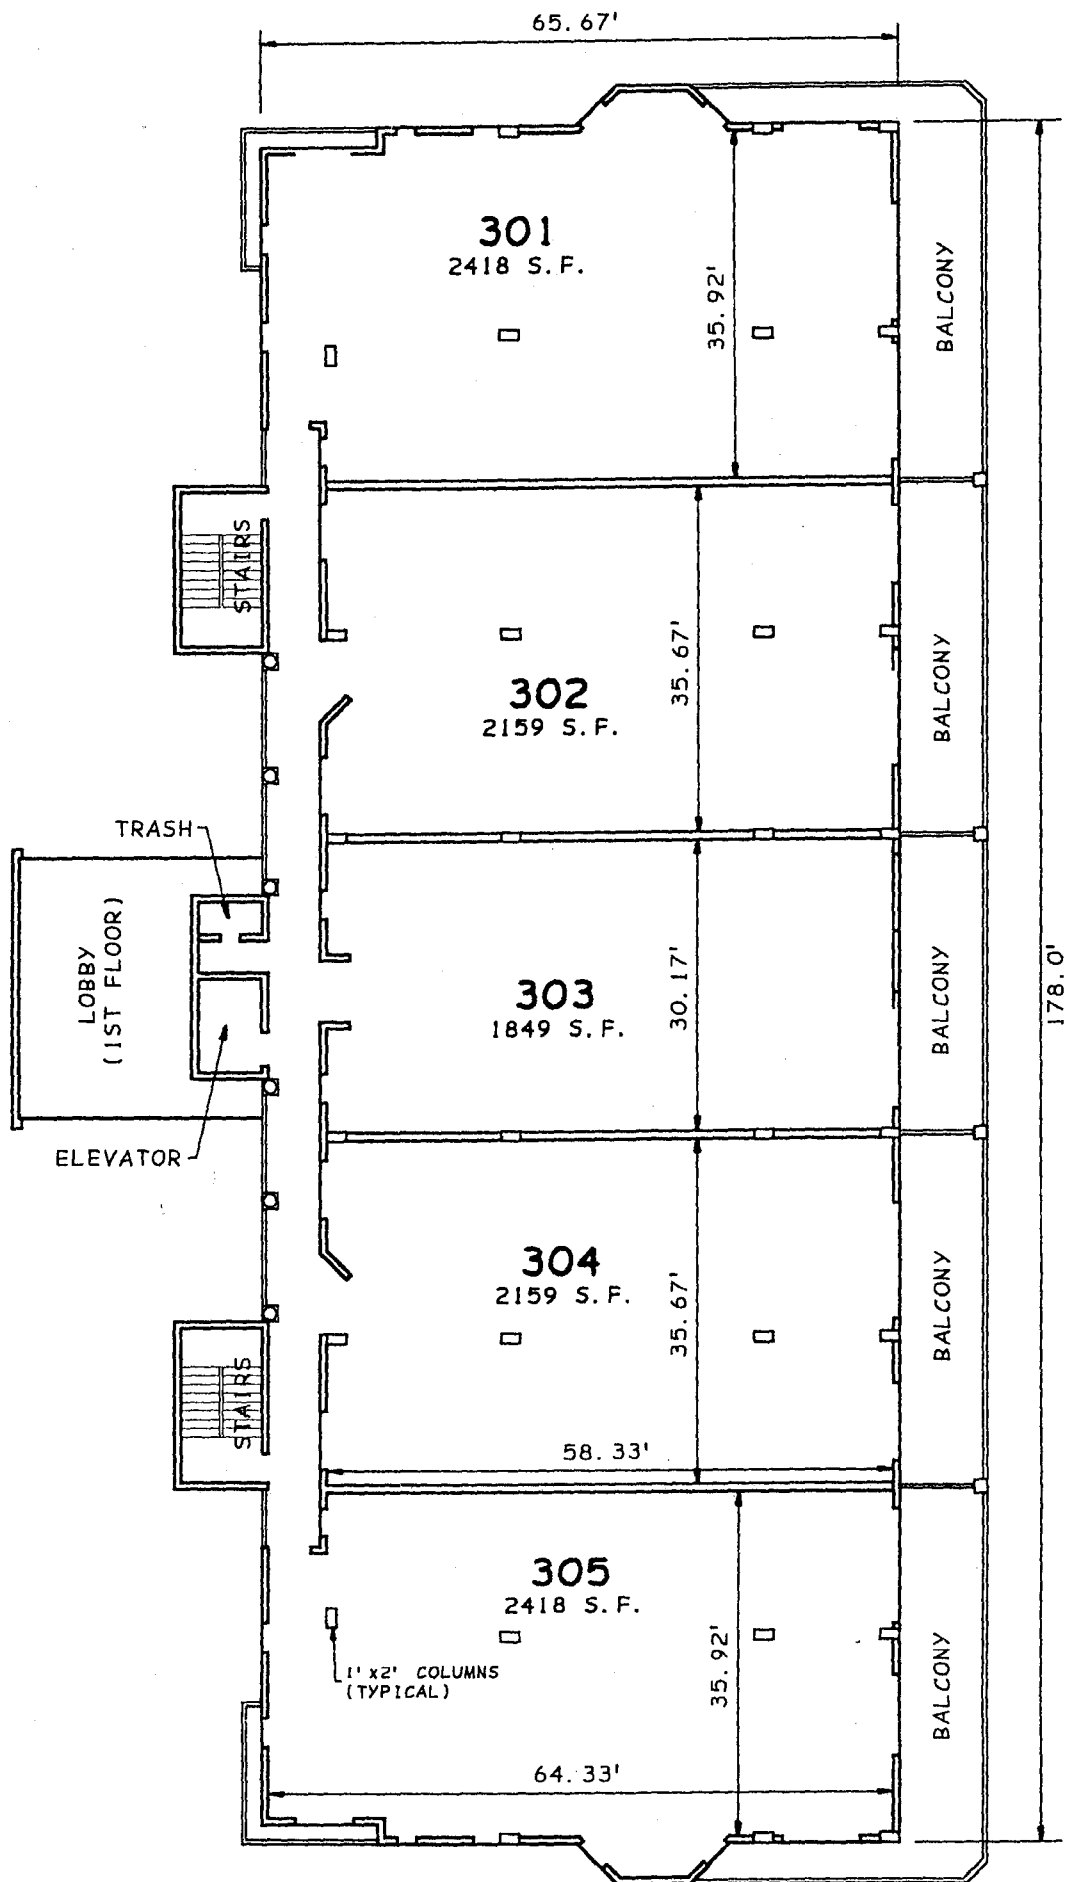 65.67'
301
2418 S.F.
35.92'
BALCONY
STAIRS
302
2159 S.F.
35.67'
BALCONY
TRASH
LOBBY
(1ST FLOOR)
303
1849 S.F.
30.17'
BALCONY
178.0'
ELEVATOR
304
2159 S.F.
35.67'
BALCONY
STAIRS
58.33'
305
2418 S.F.
35.92'
1'x2' COLUMNS
(TYPICAL)
BALCONY
64.33'